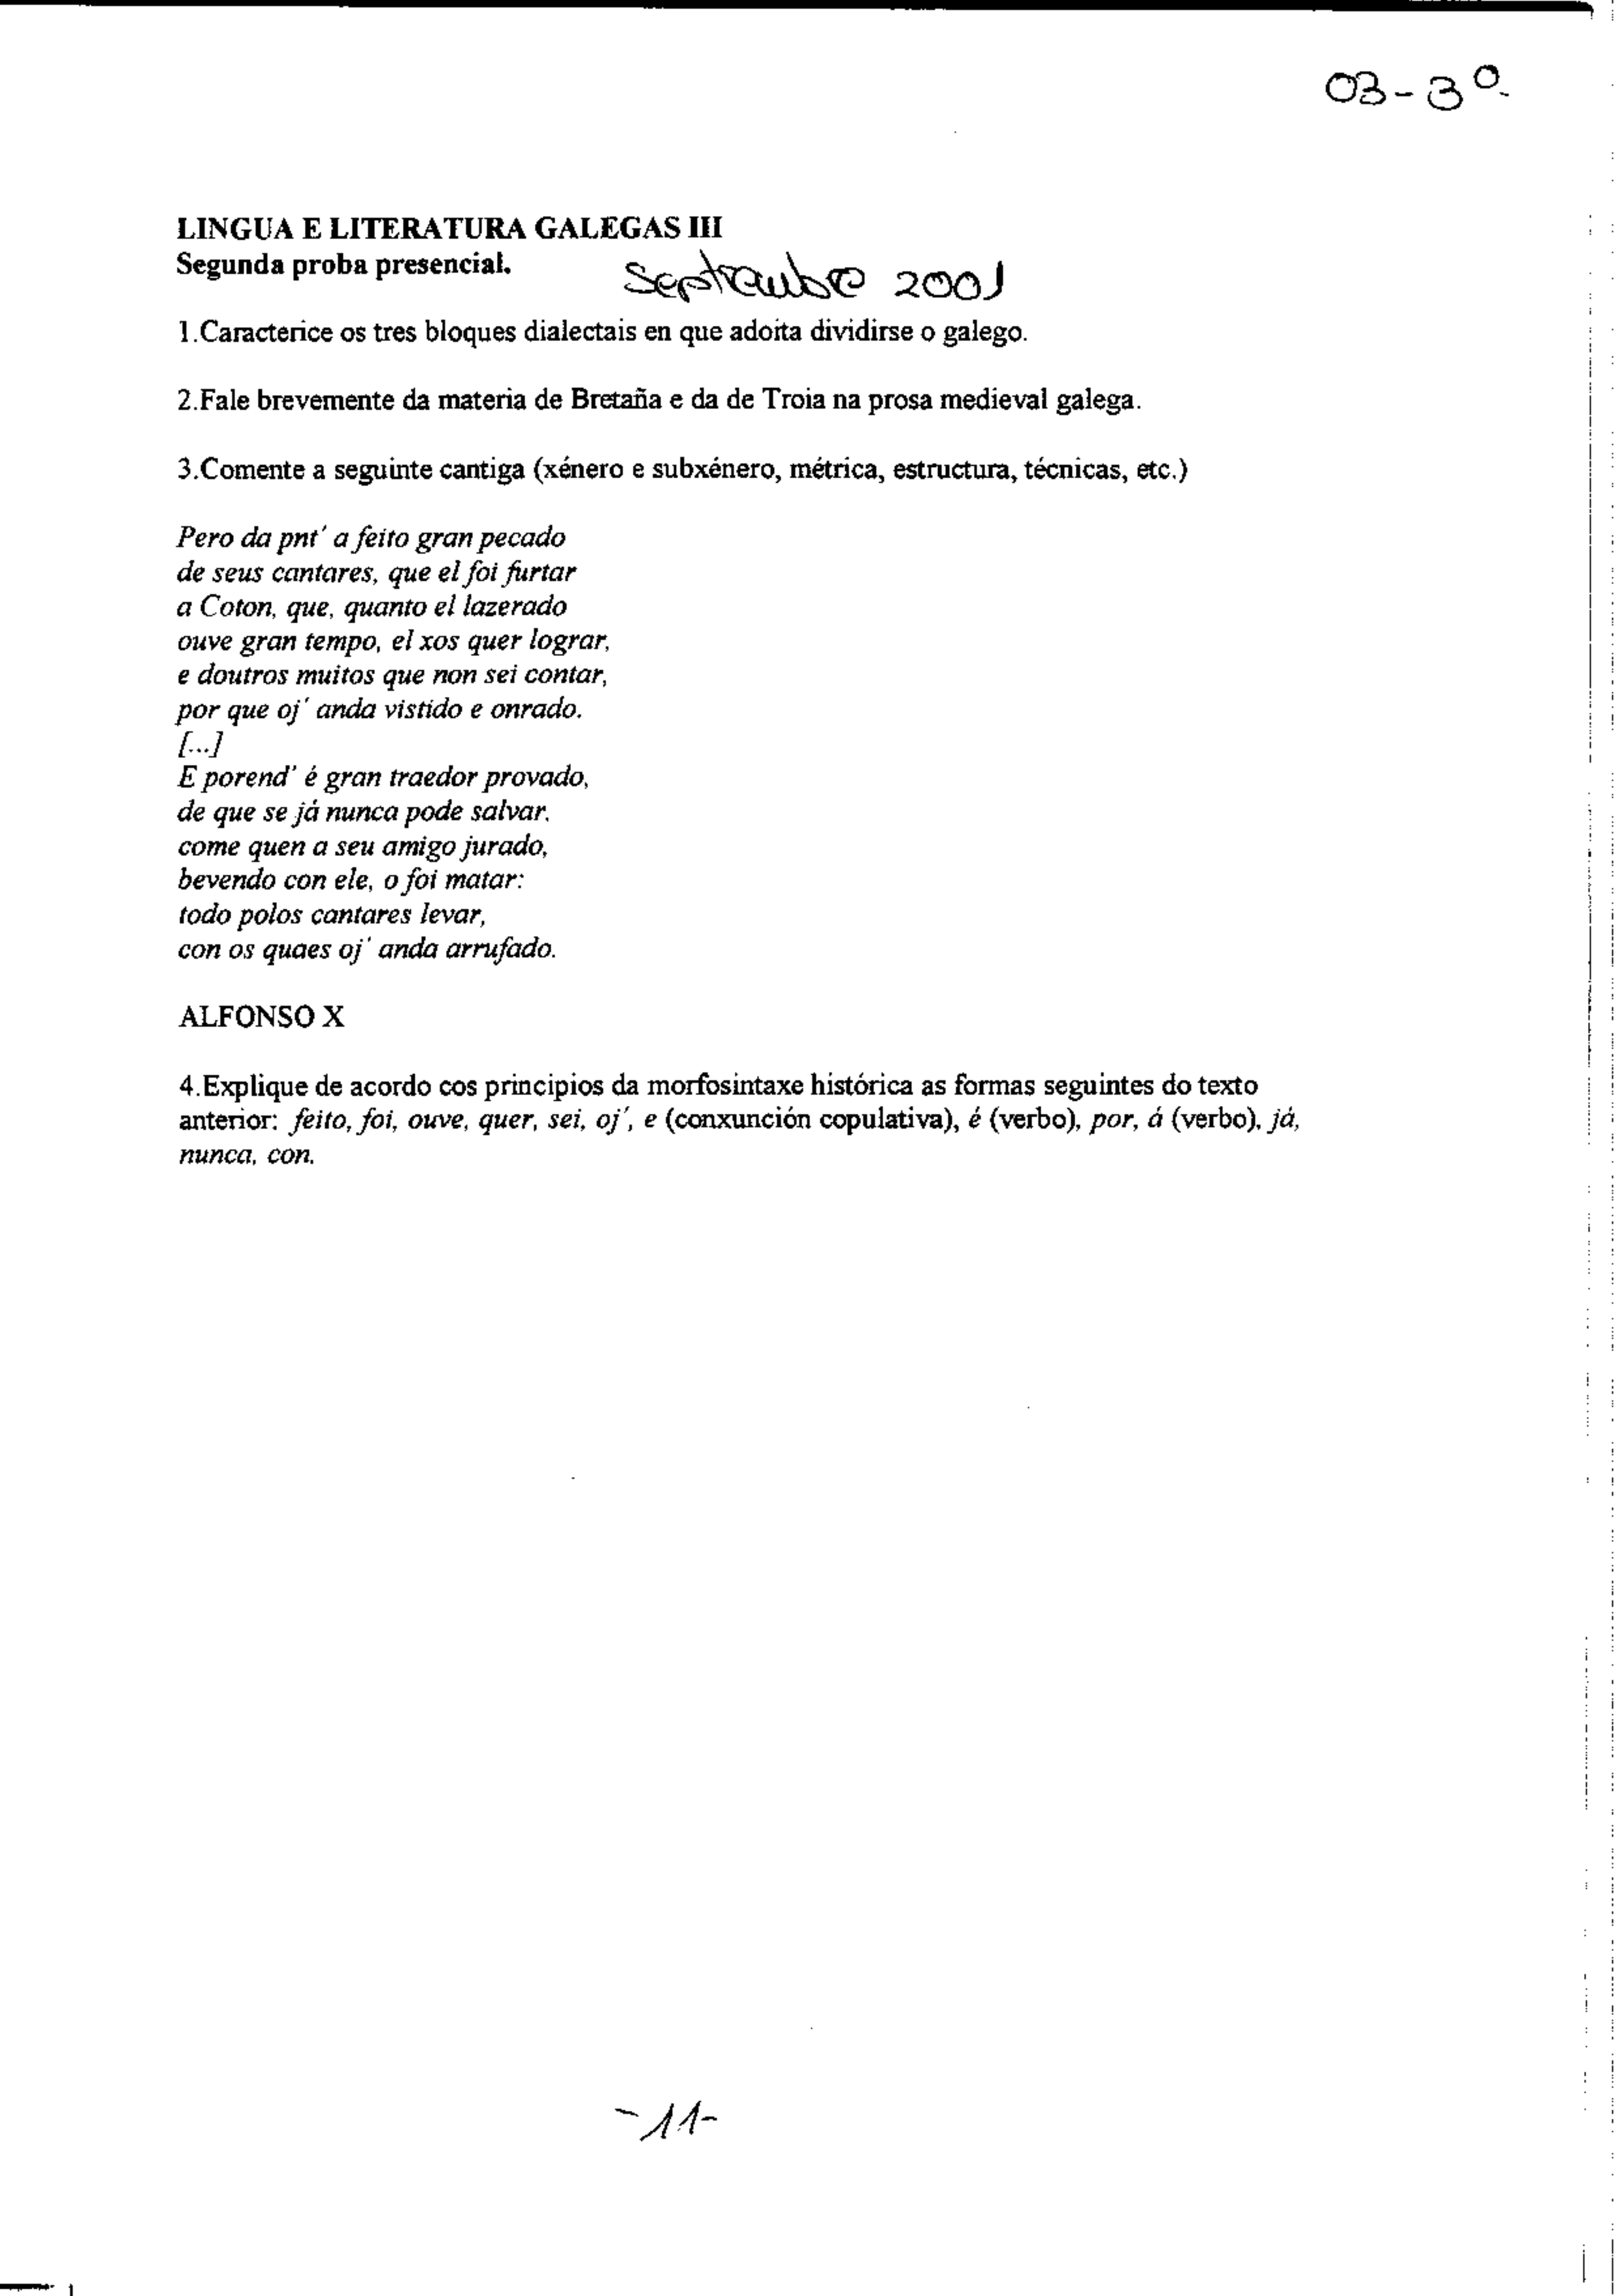 03-3º
LINGUA E LITERATURA GALEGAS III
Segunda proba presencial.
Septiembre 2001
1.Caracterice os tres bloques dialectais en que adoita dividirse o galego.
2.Fale brevemente da materia de Bretaña e da de Troia na prosa medieval galega.
3.Comente a seguinte cantiga (xénero e subxénero, métrica, estructura, técnicas, etc.)
Pero da pnt' a feito gran pecado
de seus cantares, que el foi furtar
a Coton, que, quanto el lazerado
ouve gran tempo, el xos quer lograr,
e doutros muitos que non sei contar,
por que oj' anda vistido e onrado.
[...]
E porend' é gran traedor provado,
de que se já nunca pode salvar,
come quen a seu amigo jurado,
bevendo con ele, o foi matar:
todo polos cantares levar,
con os quaes oj' anda arrufado.
ALFONSO X
4.Explique de acordo cos principios da morfosintaxe histórica as formas seguintes do texto
anterior: feito, foi, ouve, quer, sei, oj', e (conxunción copulativa), é (verbo), por, á (verbo), já,
nunca, con.
-11-